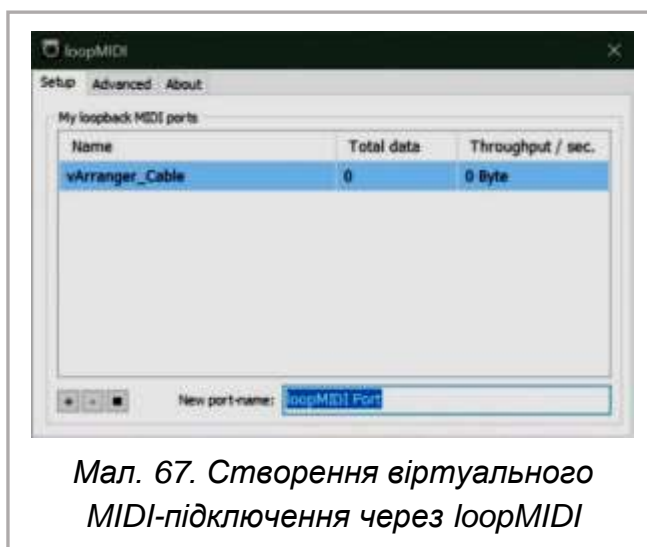 loopMIDI
Setup Advanced About
My loopback MIDI ports
Name Total data Throughput / sec.
vArranger_Cable 0 0 Byte
+ - ■ New port-name: loopMIDI Port
Мал. 67. Створення віртуального
MIDI-підключення через loopMIDI